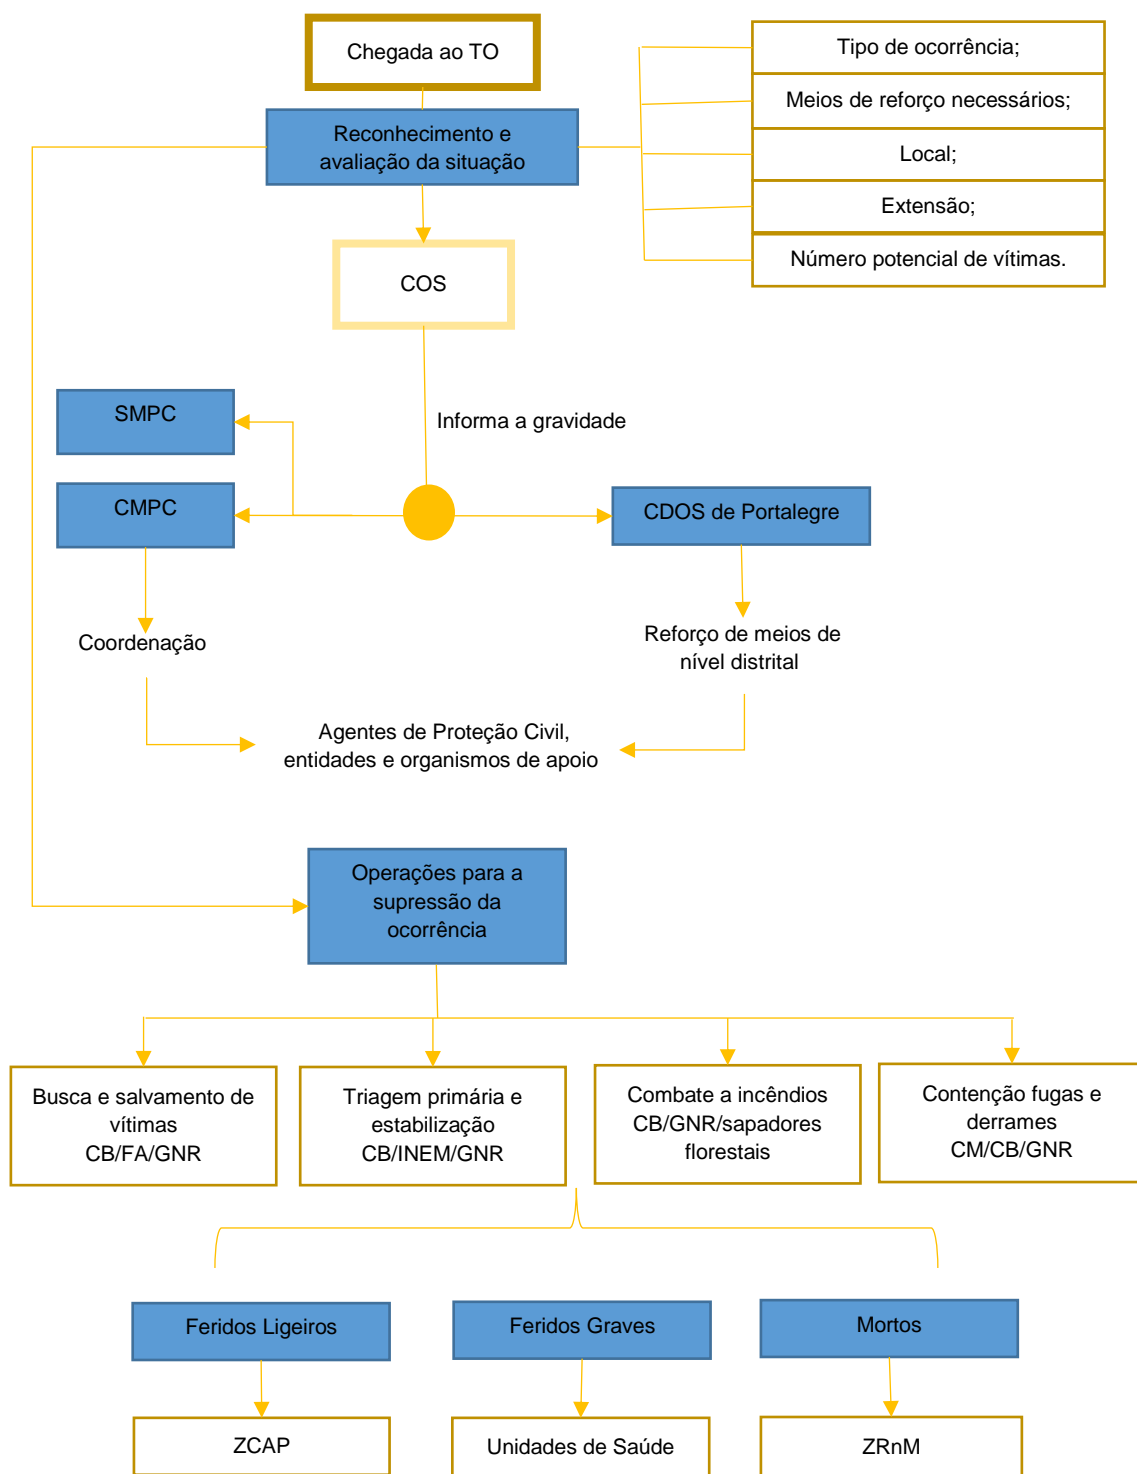 Chegada ao TO
Tipo de ocorrência;
Meios de reforço necessários;
Local;
Extensão;
Número potencial de vítimas.
Reconhecimento e
avaliação da situação
COS
Informa a gravidade
SMPC
CMPC
CDOS de Portalegre
Coordenação
Reforço de meios de
nível distrital
Agentes de Proteção Civil,
entidades e organismos de apoio
Operações para a
supressão da
ocorrência
Busca e salvamento de
vítimas
CB/FA/GNR
Triagem primária e
estabilização
CB/INEM/GNR
Combate a incêndios
CB/GNR/sapadores
florestais
Contenção fugas e
derrames
CM/CB/GNR
Feridos Ligeiros
Feridos Graves
Mortos
ZCAP
Unidades de Saúde
ZRnM